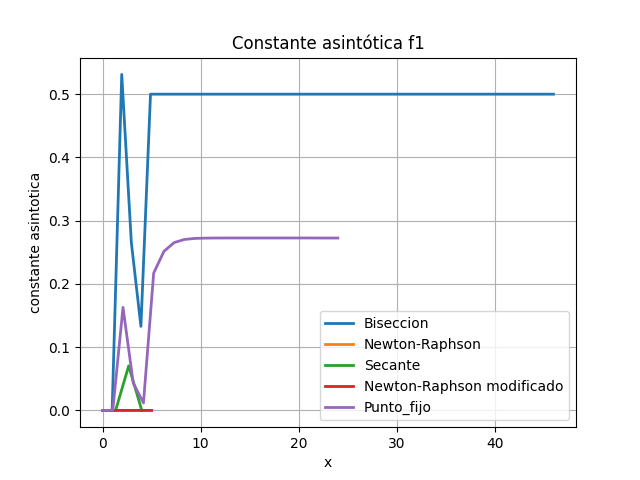 Constante asintótica f1
constante asintotica
0.5
0.4
0.3
0.2
0.1
0.0
0
10
20
30
40
x
Biseccion
Newton-Raphson
Secante
Newton-Raphson modificado
Punto_fijo